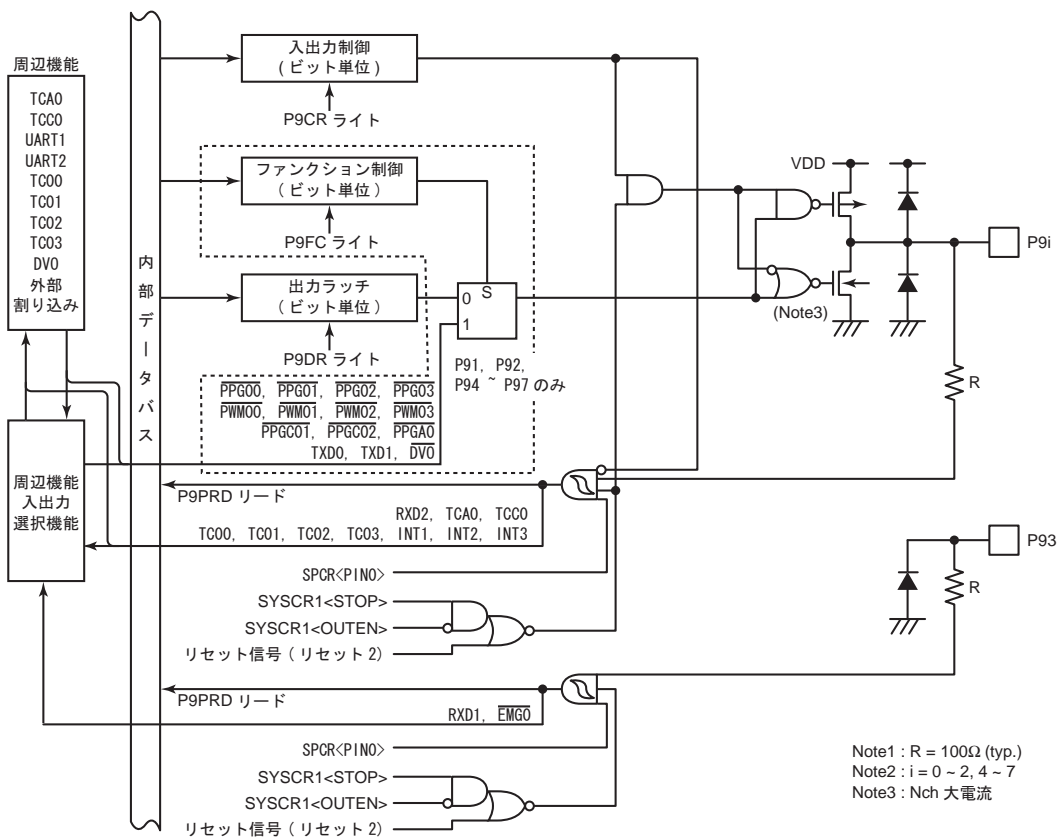 周辺機能
TCA0
TCC0
UART1
UART2
TC00
TC01
TC02
TC03
DVO
外部
割り込み
周辺機能
入出力
選択機能
内部データバス
入出力制御
(ビット単位)
P9CR ライト
ファンクション制御
(ビット単位)
P9FC ライト
出力ラッチ
(ビット単位)
P9DR ライト
S
0
1
P91, P92,
P94 ~ P97 のみ
PPG00, PPG01, PPG02, PPG03
PWM00, PWM01, PWM02, PWM03
PPGC01, PPGC02, PPGA0
TXD0, TXD1, DVO
VDD
P9i
(Note3)
R
P9PRD リード
RXD2, TCA0, TCC0
TC00, TC01, TC02, TC03, INT1, INT2, INT3
SPCR<PIN0>
SYSCR1<STOP>
SYSCR1<OUTEN>
リセット信号 (リセット 2)
P93
R
P9PRD リード
RXD1, EMG0
SPCR<PIN0>
SYSCR1<STOP>
SYSCR1<OUTEN>
リセット信号 (リセット 2)
Note1 : R = 100Ω (typ.)
Note2 : i = 0 ~ 2, 4 ~ 7
Note3 : Nch 大電流